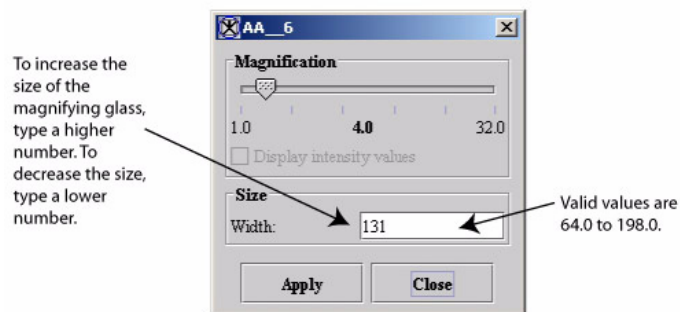 AA__6
To increase the
size of the
magnifying glass,
type a higher
number. To
decrease the size,
type a lower
number.
Magnification
1.0 4.0 32.0
Display intensity values
Size
Width: 131
Valid values are
64.0 to 198.0.
Apply Close